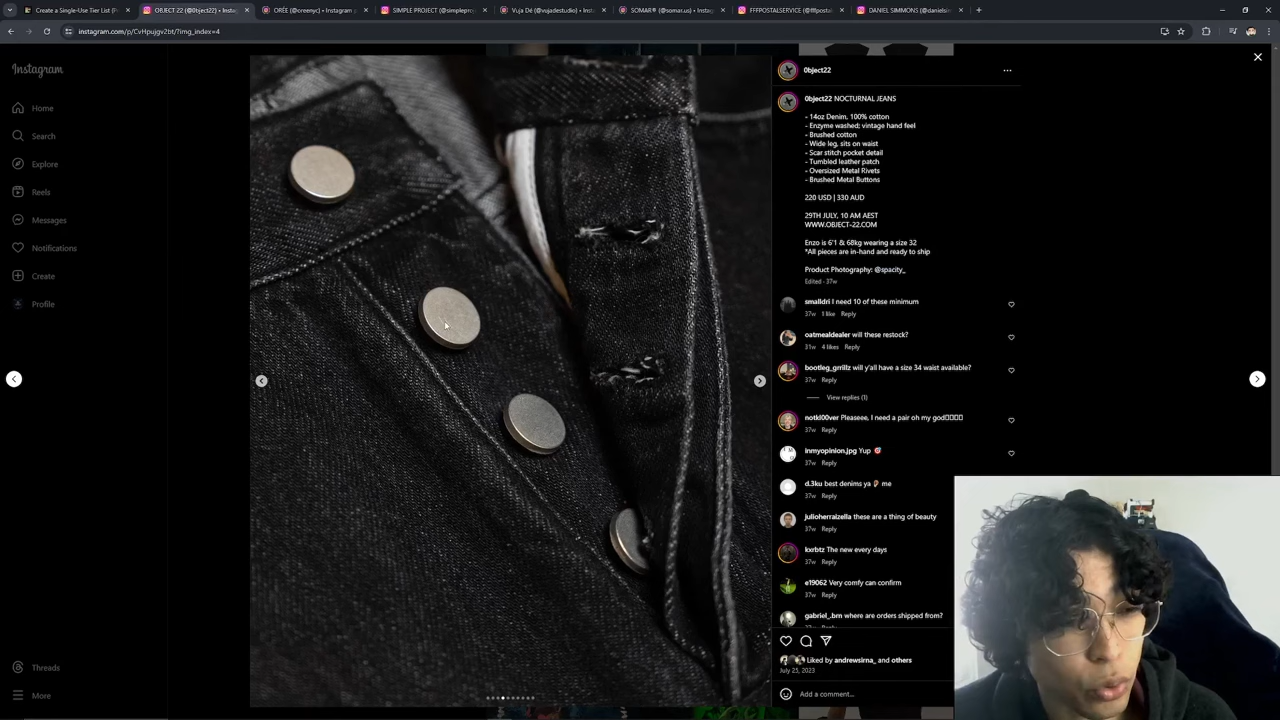 Create a Single-Use Tier List
OBJECT 22 (@0bject22) • Instag
ORÉE (@oreenyc) • Instagram
SIMPLE PROJECT (@simpleproj
Vuja Dé (@vujadestudio) • Insta
SOMAR® (@somar.us) • Instagr
FFFPOSTALSERVICE (@fffpostal
DANIEL SIMMONS (@danielsim
instagram.com/p/CvHpujgv2bt/?img_index=4
Instagram
Home
Search
Explore
Reels
Messages
Notifications
Create
Profile
Threads
More
0bject22
0bject22 NOCTURNAL JEANS
- 14oz Denim, 100% cotton
- Enzyme washed; vintage hand feel
- Brushed cotton
- Wide leg, sits on waist
- Scar stitch pocket detail
- Tumbled leather patch
- Oversized Metal Rivets
- Brushed Metal Buttons
220 USD | 330 AUD
29TH JULY, 10 AM AEST
WWW.OBJECT-22.COM
Enzo is 6'1 & 68kg wearing a size 32
*All pieces are in-hand and ready to ship
Product Photography: @spacity_
Edited · 37w
smalldri I need 10 of these minimum
37w 1 like Reply
oatmealdealer will these restock?
31w 4 likes Reply
bootleg_grrillz will y'all have a size 34 waist available?
37w Reply
View replies (1)
notkl00ver Pleaseee, I need a pair oh my god
37w Reply
inmyopinion.jpg Yup 🎯
37w Reply
d.3ku best denims ya 👂 me
37w Reply
julioherraizella these are a thing of beauty
37w Reply
kxrbtz The new every days
37w Reply
e19062 Very comfy can confirm
37w Reply
gabriel_.brn where are orders shipped from?
Liked by andrewsirna_ and others
July 25, 2023
Add a comment...